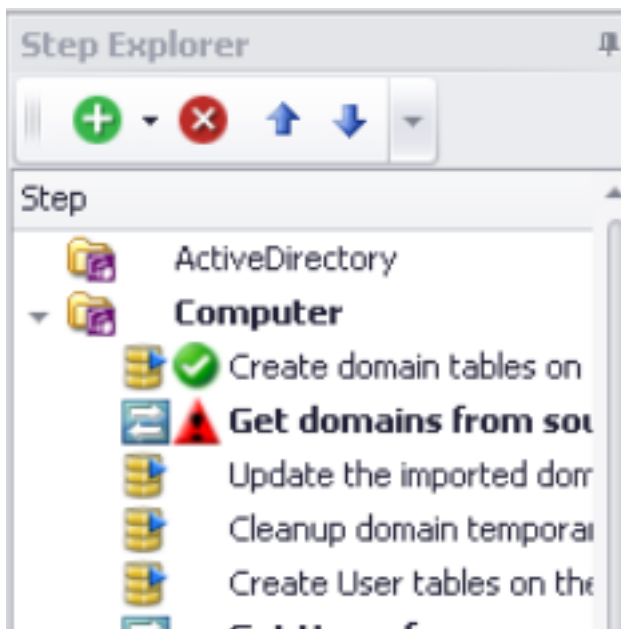 Step Explorer
Step
ActiveDirectory
Computer
Create domain tables on
Get domains from sou
Update the imported dom
Cleanup domain temporar
Create User tables on the